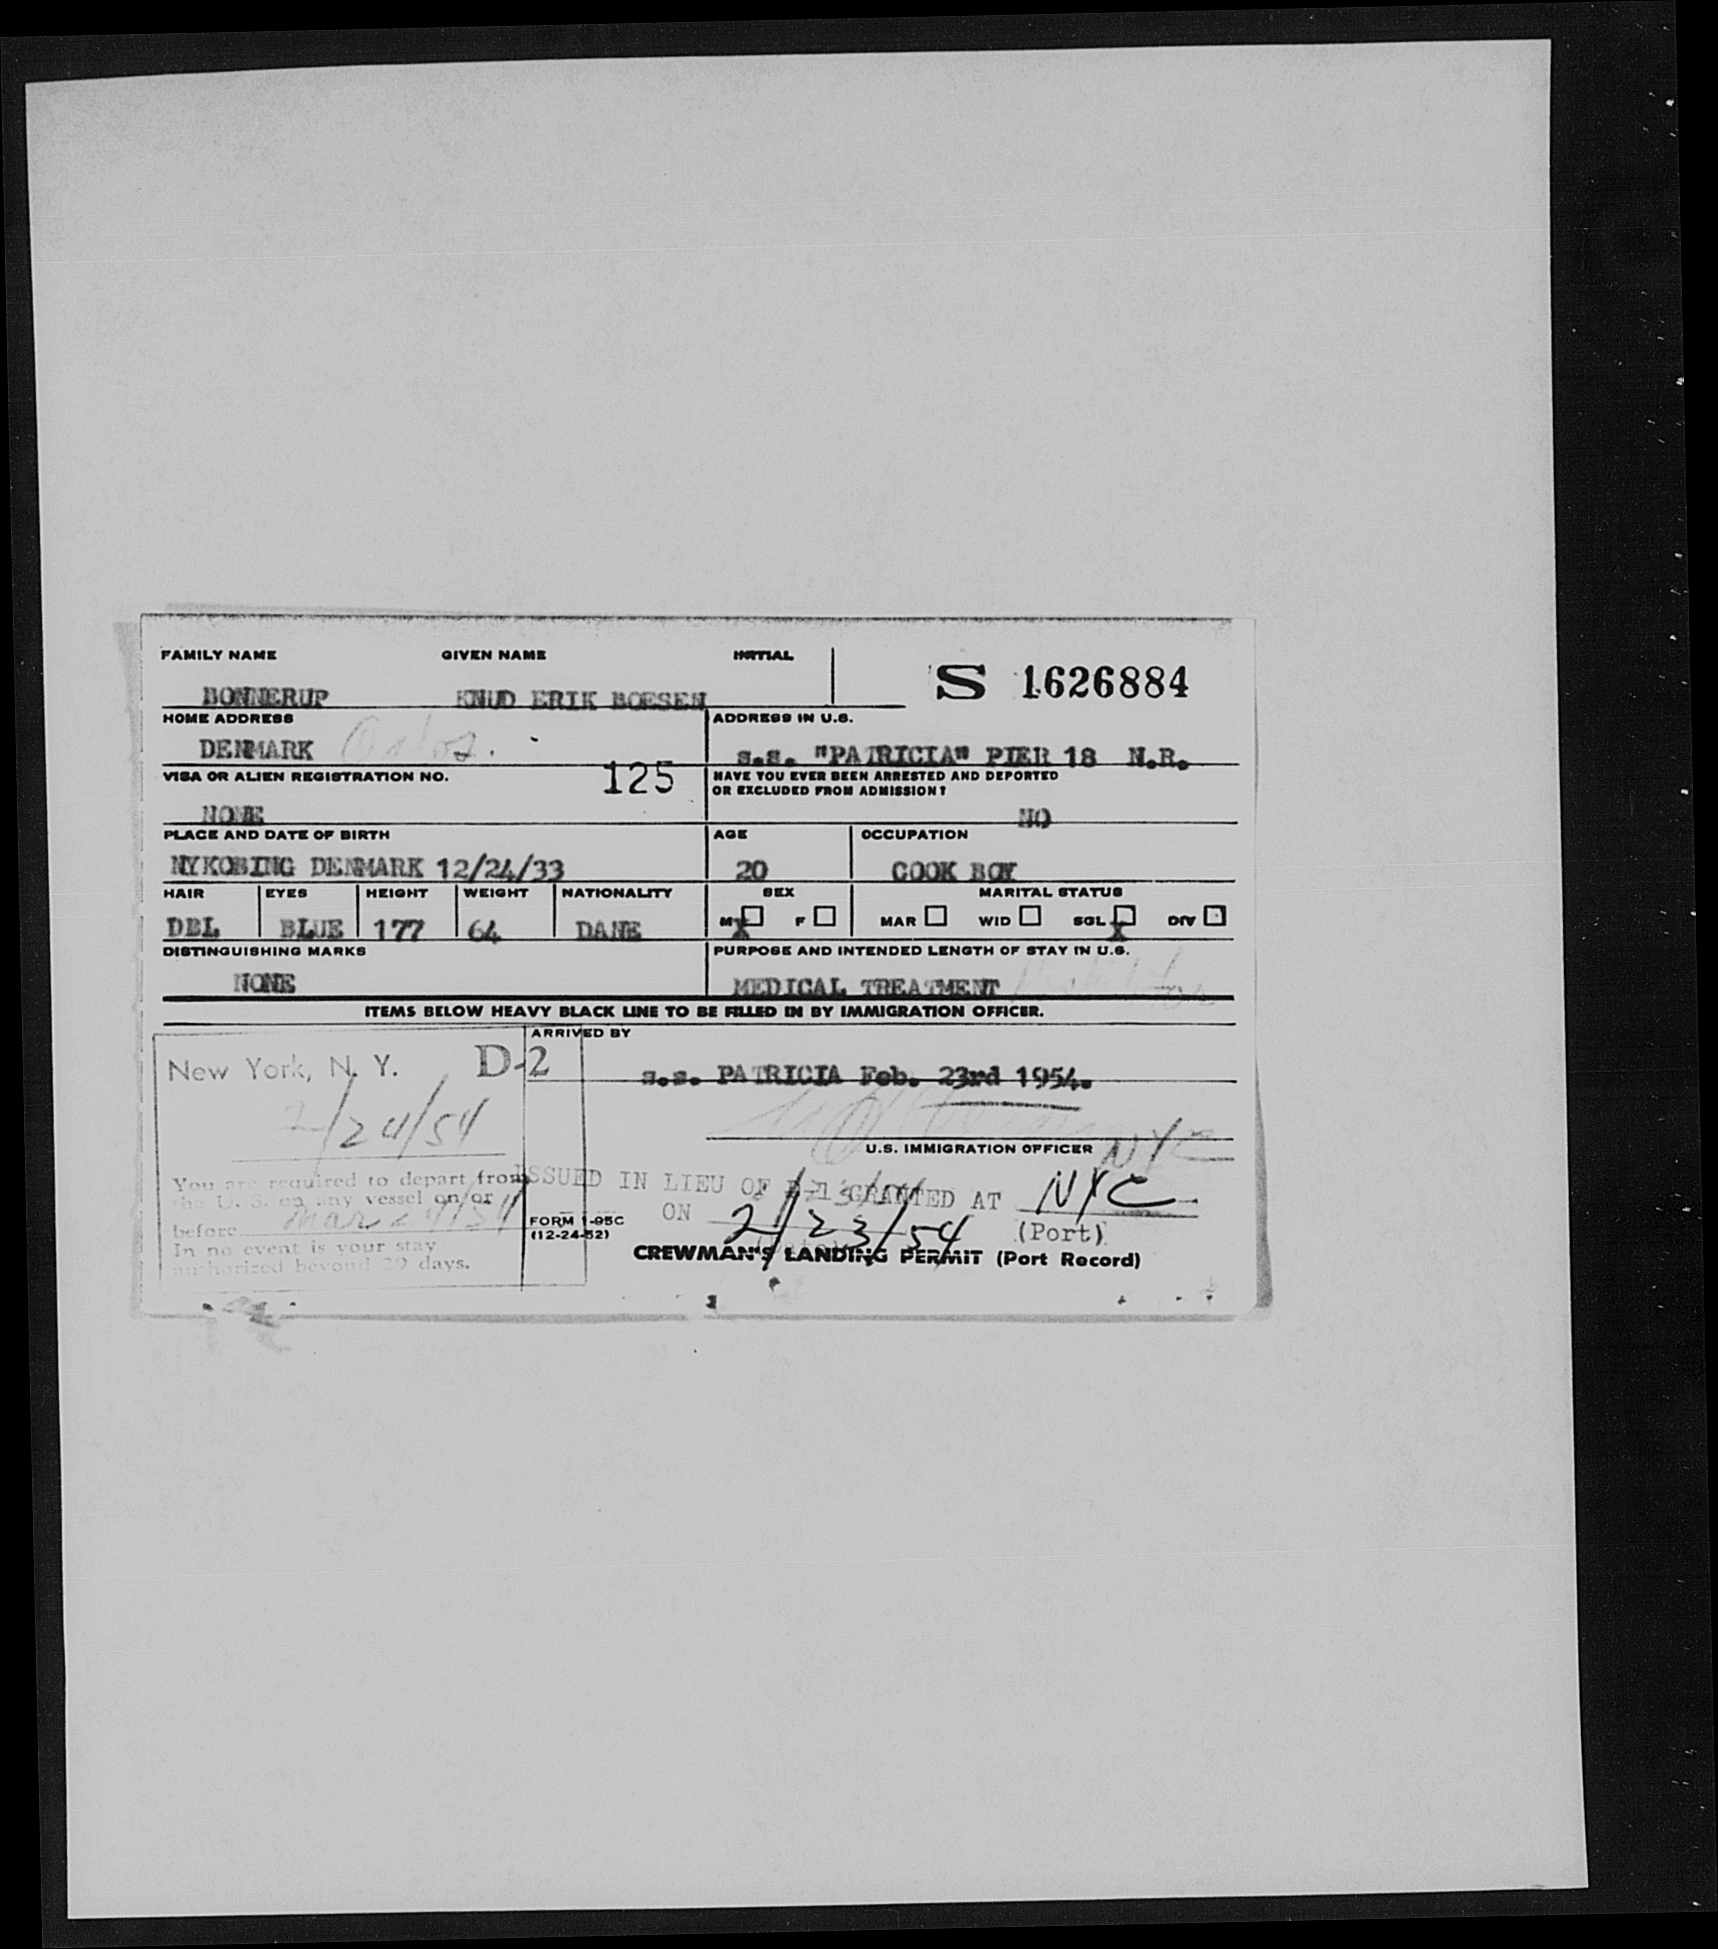 FAMILY NAME GIVEN NAME INITIAL
S 1626884
BONNERUP KNUD ERIK BOESEN
HOME ADDRESS ADDRESS IN U.S.
DENMARK s.s. "PATRICIA" PIER 18 N.R.
VISA OR ALIEN REGISTRATION NO. 125 HAVE YOU EVER BEEN ARRESTED AND DEPORTED
OR EXCLUDED FROM ADMISSION?
NONE NO
PLACE AND DATE OF BIRTH AGE OCCUPATION
NYKOBING DENMARK 12/24/33 20 COOK BOY
HAIR EYES HEIGHT WEIGHT NATIONALITY SEX MARITAL STATUS
DBL BLUE 177 64 DANE M X F MAR WID SGL X DIV
DISTINGUISHING MARKS PURPOSE AND INTENDED LENGTH OF STAY IN U.S.
NONE MEDICAL TREATMENT
ITEMS BELOW HEAVY BLACK LINE TO BE FILLED IN BY IMMIGRATION OFFICER.
ARRIVED BY
New York, N. Y. D-2
s.s. PATRICIA Feb. 23rd 1954.
2/24/54
U.S. IMMIGRATION OFFICER NYC
You are required to depart from
the U. S. on any vessel on or
before Mar 24/54
In no event is your stay
authorized beyond 29 days.
ISSUED IN LIEU OF D-1 GRANTED AT NYC
ON 2/23/54 (Port)
FORM I-95C
(12-24-52)
CREWMAN'S LANDING PERMIT (Port Record)